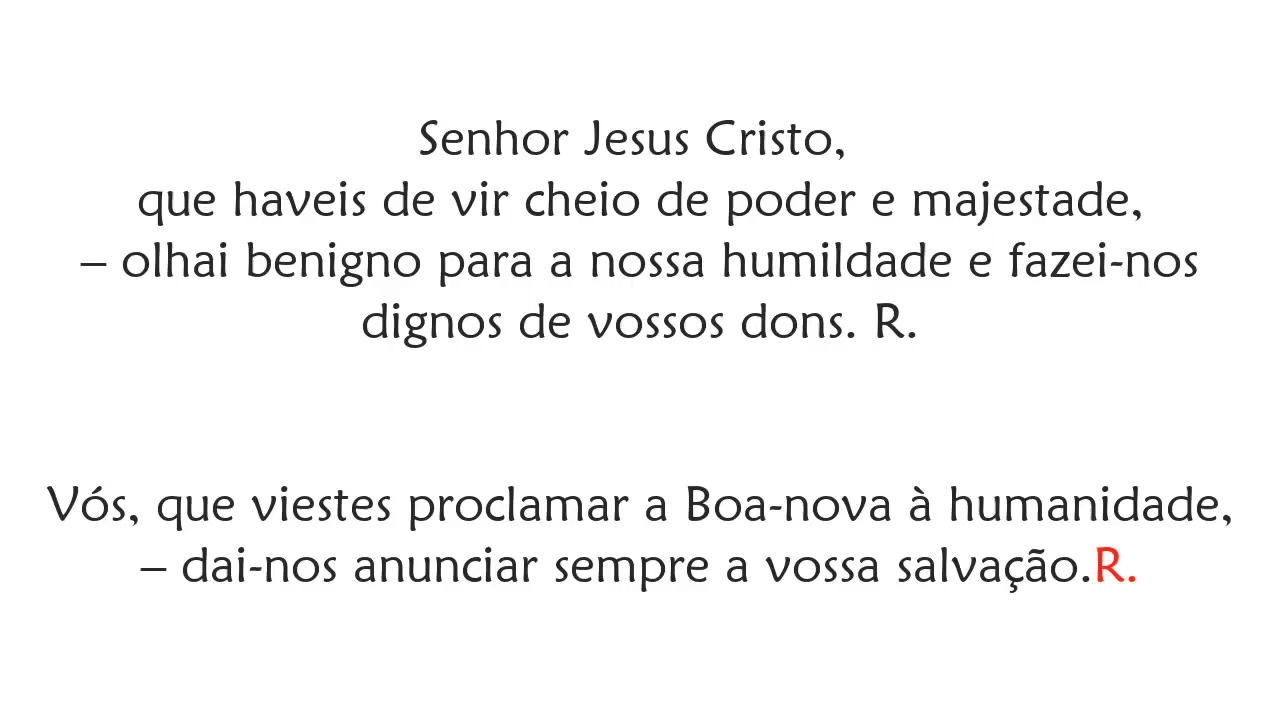 Senhor Jesus Cristo,
que haveis de vir cheio de poder e majestade,
– olhai benigno para a nossa humildade e fazei-nos
dignos de vossos dons. R.
Vós, que viestes proclamar a Boa-nova à humanidade,
– dai-nos anunciar sempre a vossa salvação.R.